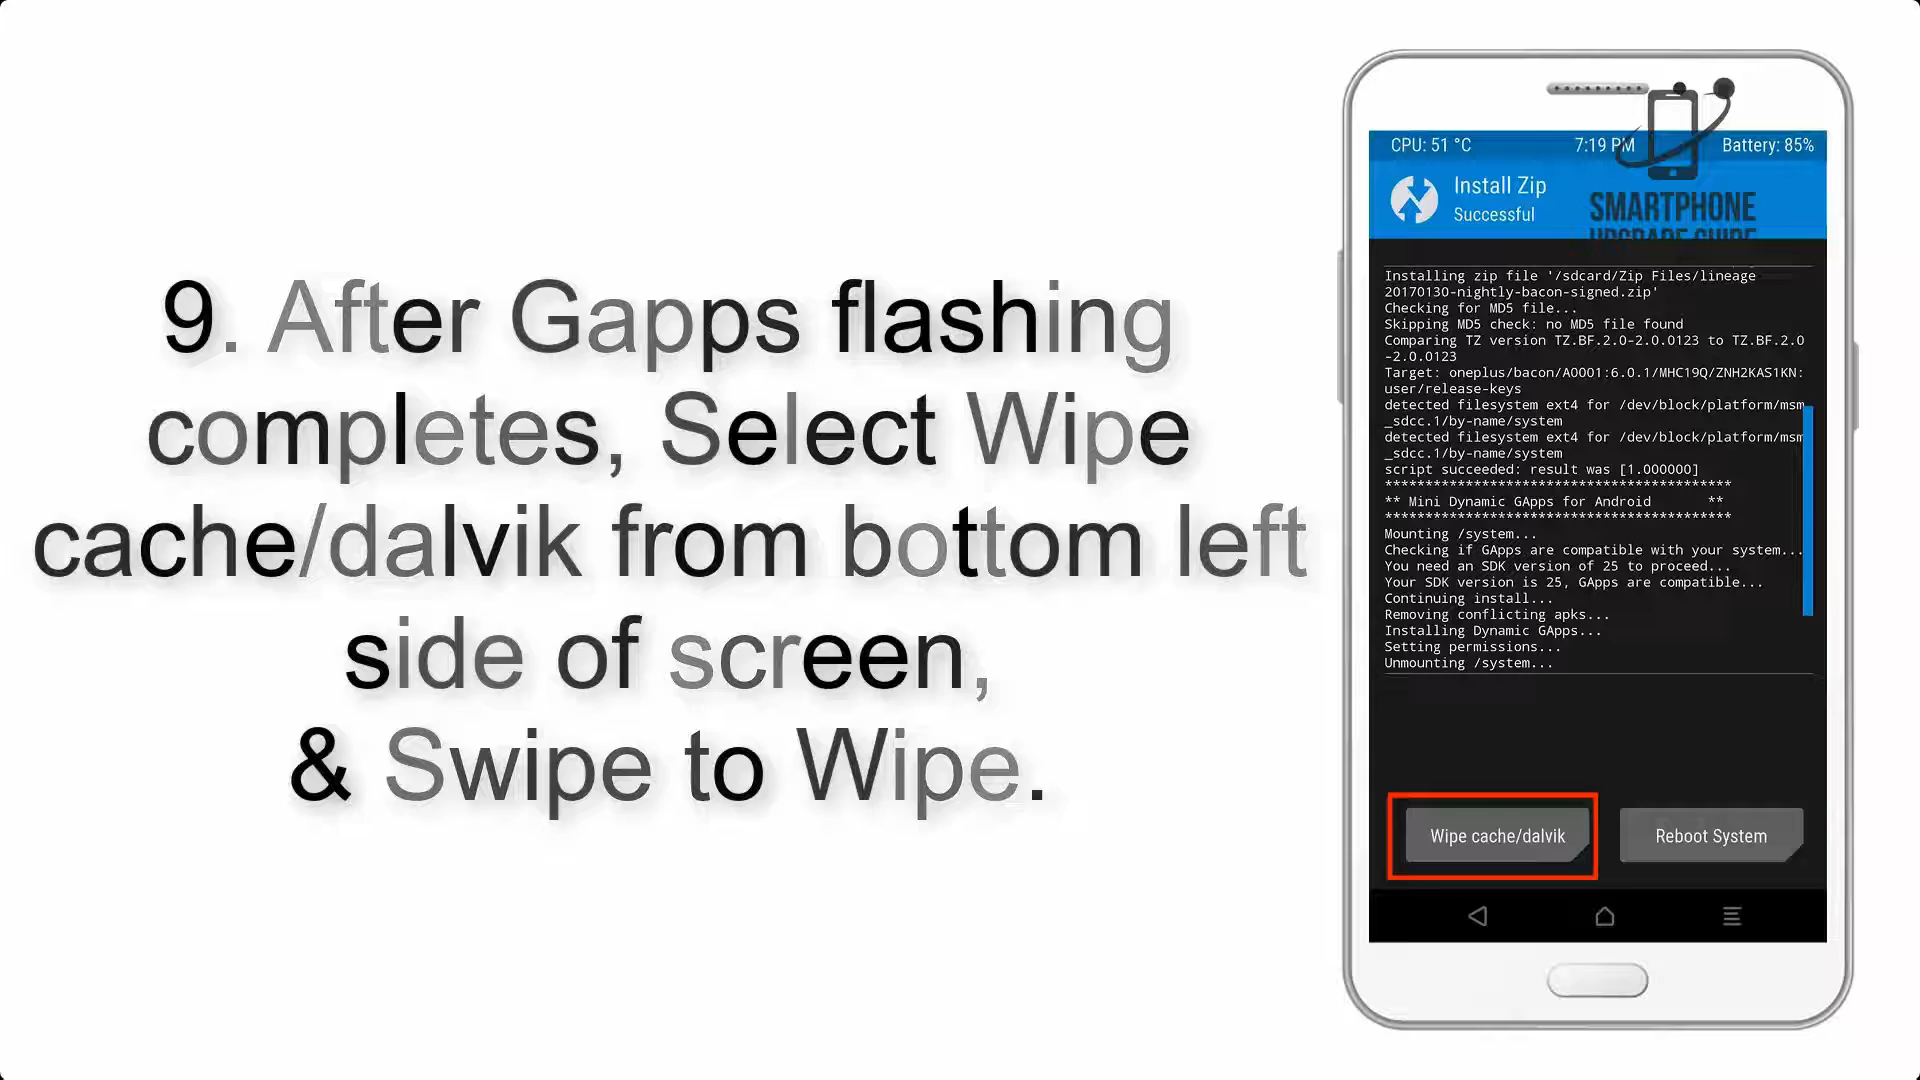 9. After Gapps flashing
completes, Select Wipe
cache/dalvik from bottom left
side of screen,
& Swipe to Wipe.
CPU: 51 °C 7:19 PM Battery: 85%
Install Zip
Successful
SMARTPHONE
UPGRADE GUIDE
Installing zip file '/sdcard/Zip Files/lineage
20170130-nightly-bacon-signed.zip'
Checking for MD5 file...
Skipping MD5 check: no MD5 file found
Comparing TZ version TZ.BF.2.0-2.0.0123 to TZ.BF.2.0
-2.0.0123
Target: oneplus/bacon/A0001:6.0.1/MHC19Q/ZNH2KAS1KN:
user/release-keys
detected filesystem ext4 for /dev/block/platform/msm
_sdcc.1/by-name/system
detected filesystem ext4 for /dev/block/platform/msm
_sdcc.1/by-name/system
script succeeded: result was [1.000000]
*******************************************
** Mini Dynamic GApps for Android       **
*******************************************
Mounting /system...
Checking if GApps are compatible with your system...
You need an SDK version of 25 to proceed...
Your SDK version is 25, GApps are compatible...
Continuing install...
Removing conflicting apks...
Installing Dynamic GApps...
Setting permissions...
Unmounting /system...
Wipe cache/dalvik
Reboot System